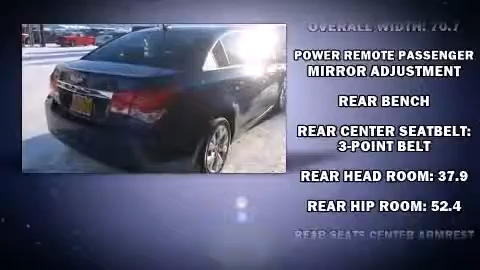 OVERALL WIDTH: 70.7
POWER REMOTE PASSENGER
MIRROR ADJUSTMENT
REAR BENCH
REAR CENTER SEATBELT:
3-POINT BELT
REAR HEAD ROOM: 37.9
REAR HIP ROOM: 52.4
REAR SEATS CENTER ARMREST